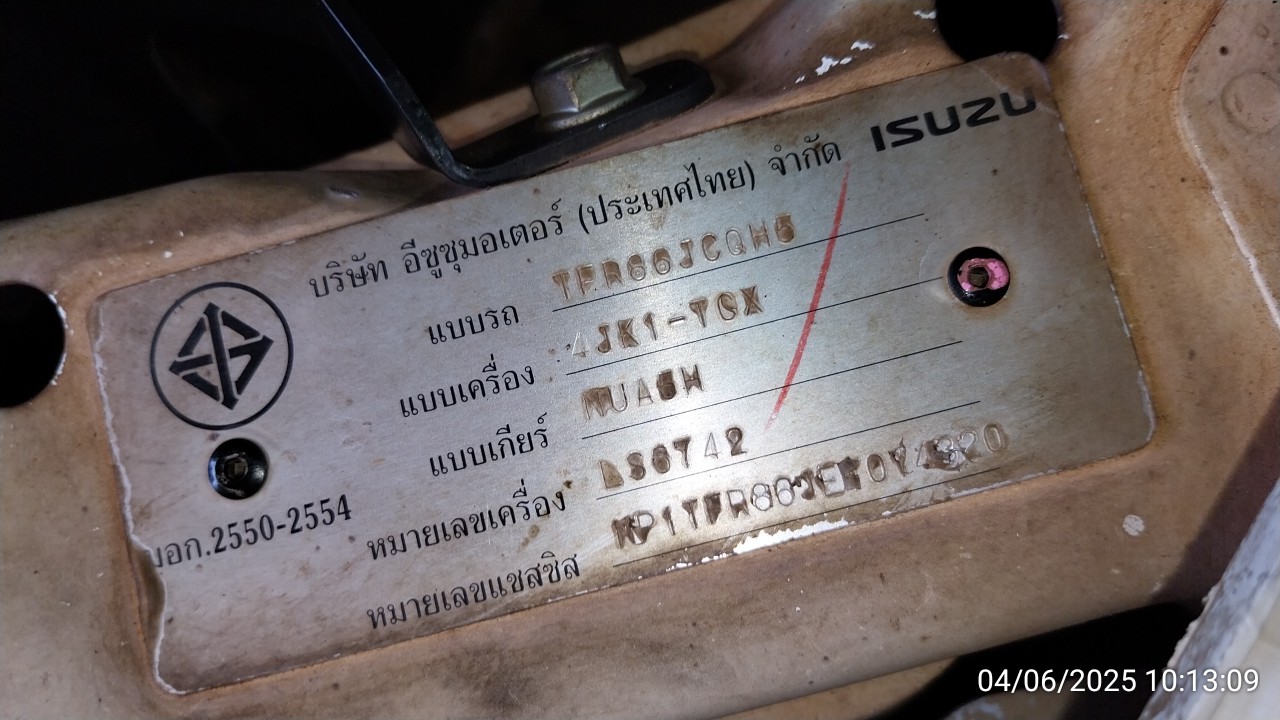 ISUZU
บริษัท อีซูซุมอเตอร์ (ประเทศไทย) จำกัด
แบบรถ TFR86JCQH5
แบบเครื่อง 4JK1-TGX
แบบเกียร์ MUA5H
หมายเลขเครื่อง LS6742
หมายเลขแชสซิส
มอก.2550-2554
04/06/2025 10:13:09